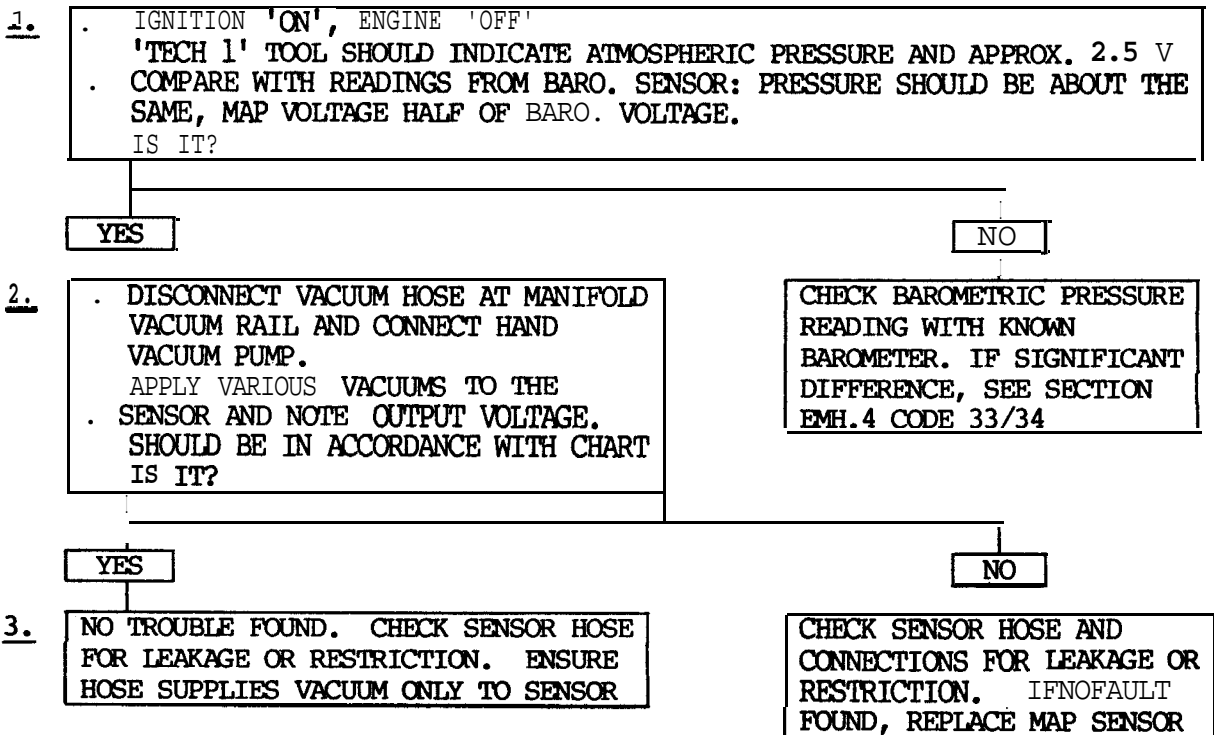 1.
. IGNITION 'ON', ENGINE 'OFF'
'TECH 1' TOOL SHOULD INDICATE ATMOSPHERIC PRESSURE AND APPROX. 2.5 V
. COMPARE WITH READINGS FROM BARO. SENSOR: PRESSURE SHOULD BE ABOUT THE
SAME, MAP VOLTAGE HALF OF BARO. VOLTAGE.
IS IT?
YES
NO
2.
. DISCONNECT VACUUM HOSE AT MANIFOLD
VACUUM RAIL AND CONNECT HAND
VACUUM PUMP.
APPLY VARIOUS VACUUMS TO THE
. SENSOR AND NOTE OUTPUT VOLTAGE.
SHOULD BE IN ACCORDANCE WITH CHART
IS IT?
CHECK BAROMETRIC PRESSURE
READING WITH KNOWN
BAROMETER. IF SIGNIFICANT
DIFFERENCE, SEE SECTION
EMH.4 CODE 33/34
YES
NO
3.
NO TROUBLE FOUND. CHECK SENSOR HOSE
FOR LEAKAGE OR RESTRICTION. ENSURE
HOSE SUPPLIES VACUUM ONLY TO SENSOR
CHECK SENSOR HOSE AND
CONNECTIONS FOR LEAKAGE OR
RESTRICTION. IFNOFAULT
FOUND, REPLACE MAP SENSOR